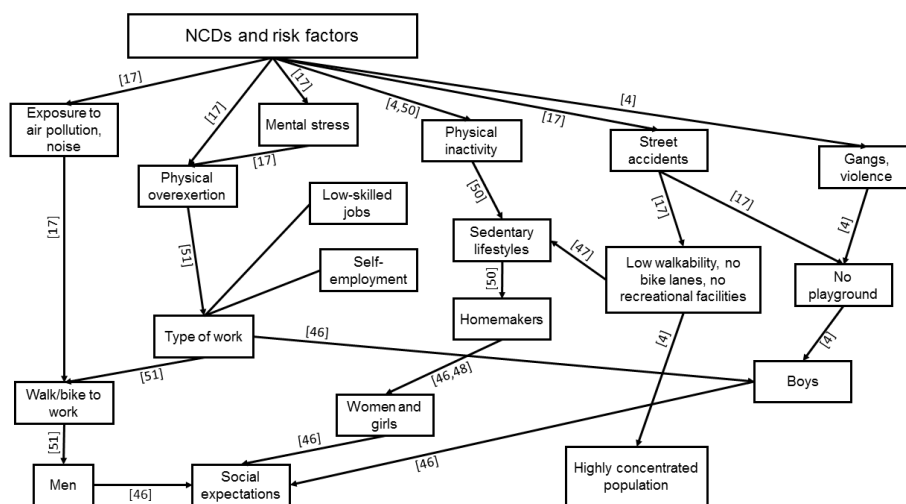 NCDs and risk factors
[17]
[17]
[17]
[4,50]
[17]
[4]
Exposure to
air pollution,
noise
Mental stress
Physical
inactivity
Street
accidents
Gangs,
violence
[17]
Physical
overexertion
Low-skilled
jobs
[50]
[17]
[17]
[4]
[17]
[51]
Self-
employment
Sedentary
lifestyles
[47]
Low walkability, no
bike lanes, no
recreational facilities
No
playground
[50]
Type of work
Homemakers
[46]
[4]
[4]
[51]
[46,48]
Walk/bike to
work
Boys
Women and
girls
[51]
[46]
[46]
Men
[46]
Social
expectations
Highly concentrated
population